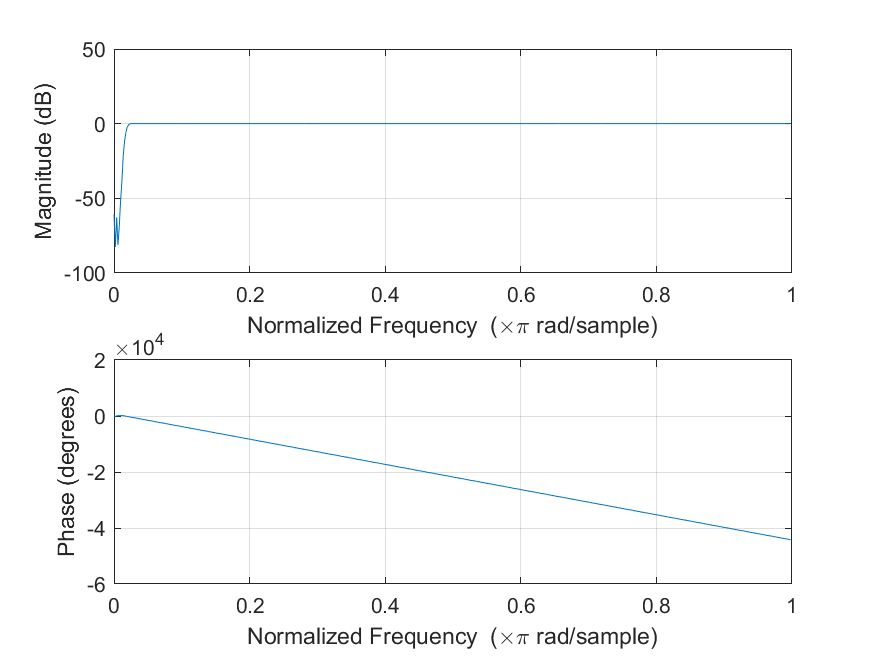 50
0
-50
-100
Magnitude (dB)
0 0.2 0.4 0.6 0.8 1
Normalized Frequency (×π rad/sample)
×10⁴
2
0
-2
-4
-6
Phase (degrees)
0 0.2 0.4 0.6 0.8 1
Normalized Frequency (×π rad/sample)